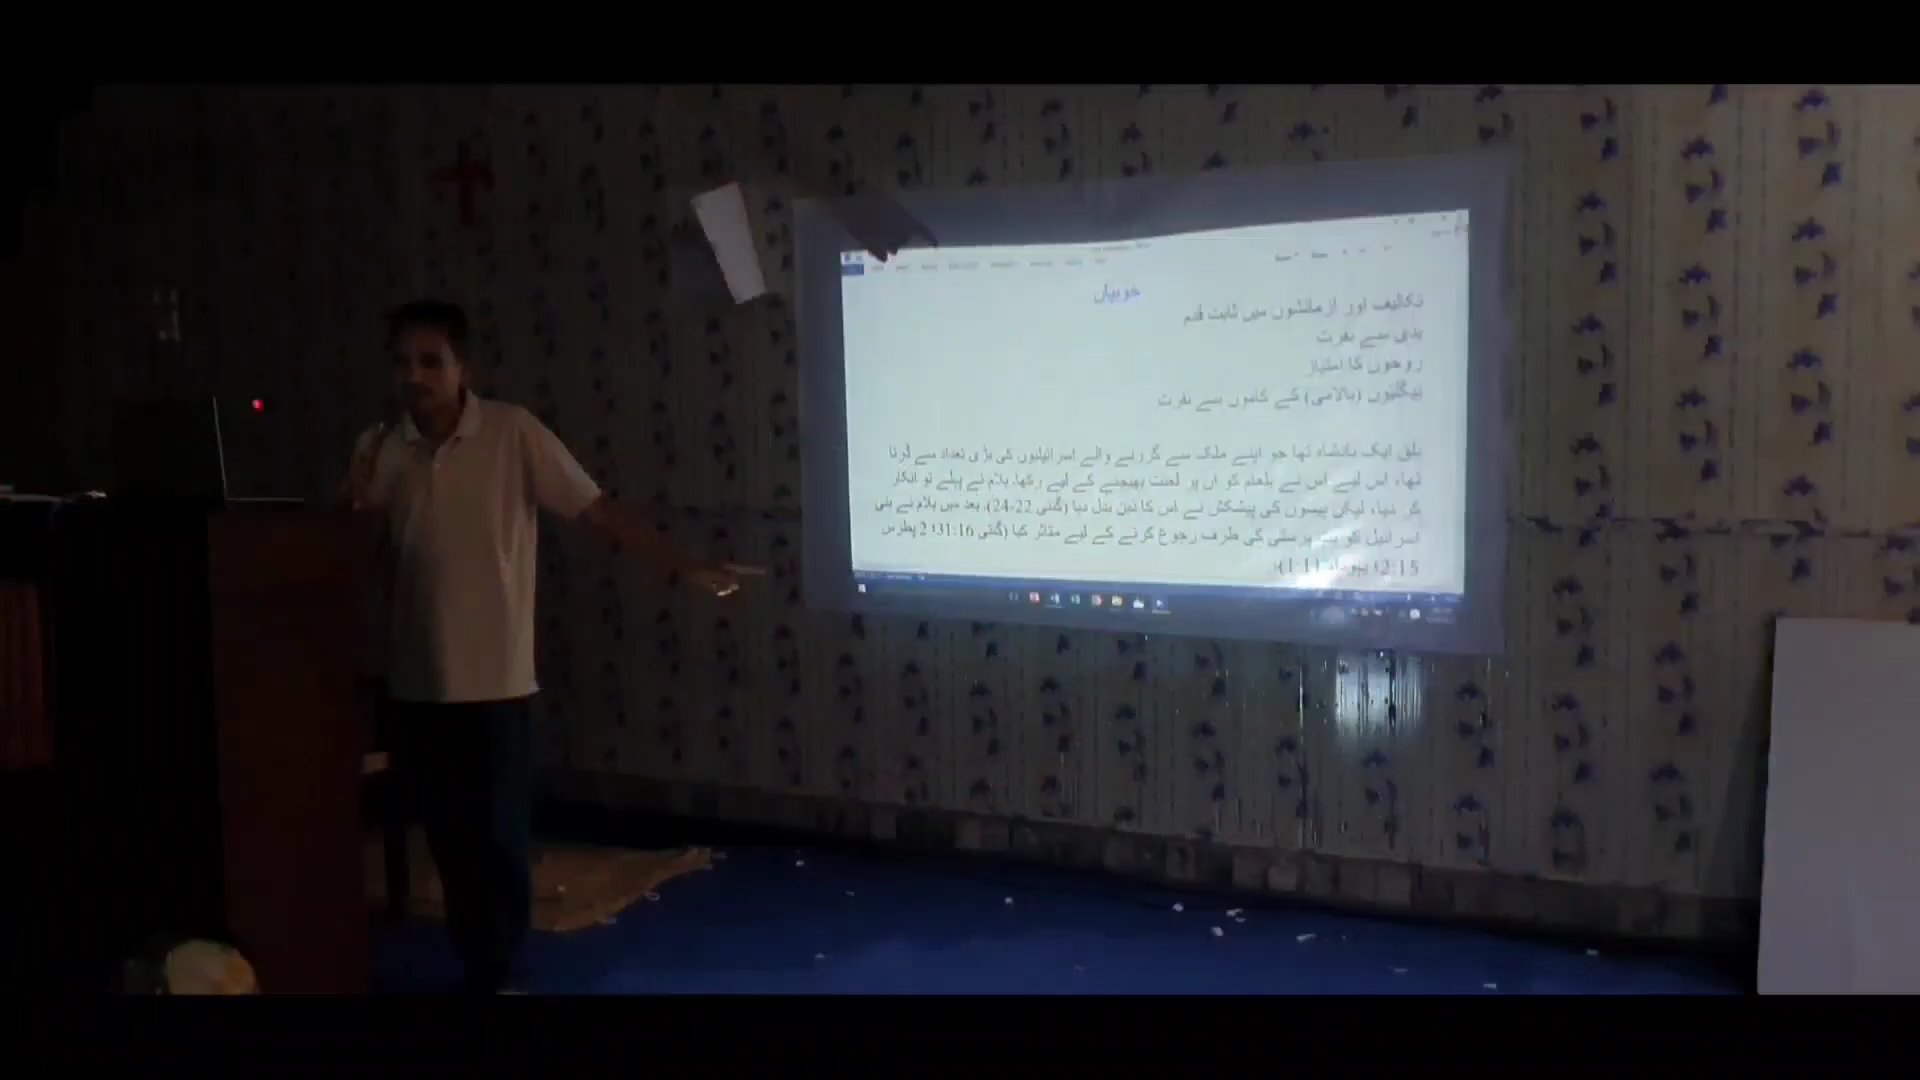 خوبیاں
تکالیف اور ازمائشوں میں ثابت قدم
بدی سے نفرت
روحوں کا امتیاز
نیکلیوں (بالامی) کے کاموں سے نفرت
بلق ایک بادشاہ تھا جو اپنے ملک سے گزرنے والے اسرائیلیوں کی بڑی تعداد سے ڈرتا
تھا، اس لیے اس نے بلعام کو ان پر لعنت بھیجنے کے لیے رکھا۔ بلام نے پہلے تو انکار
کر دیا، لیکن پیسوں کی پیشکش نے اس کا ذہن بدل دیا (گنتی 22-24)۔ بعد میں بلام نے بنی
اسرائیل کو بت پرستی کی طرف رجوع کرنے کے لیے متاثر کیا (گنتی 31:16؛ 2 پطرس
2:15؛ یہوداہ 1:11)۔